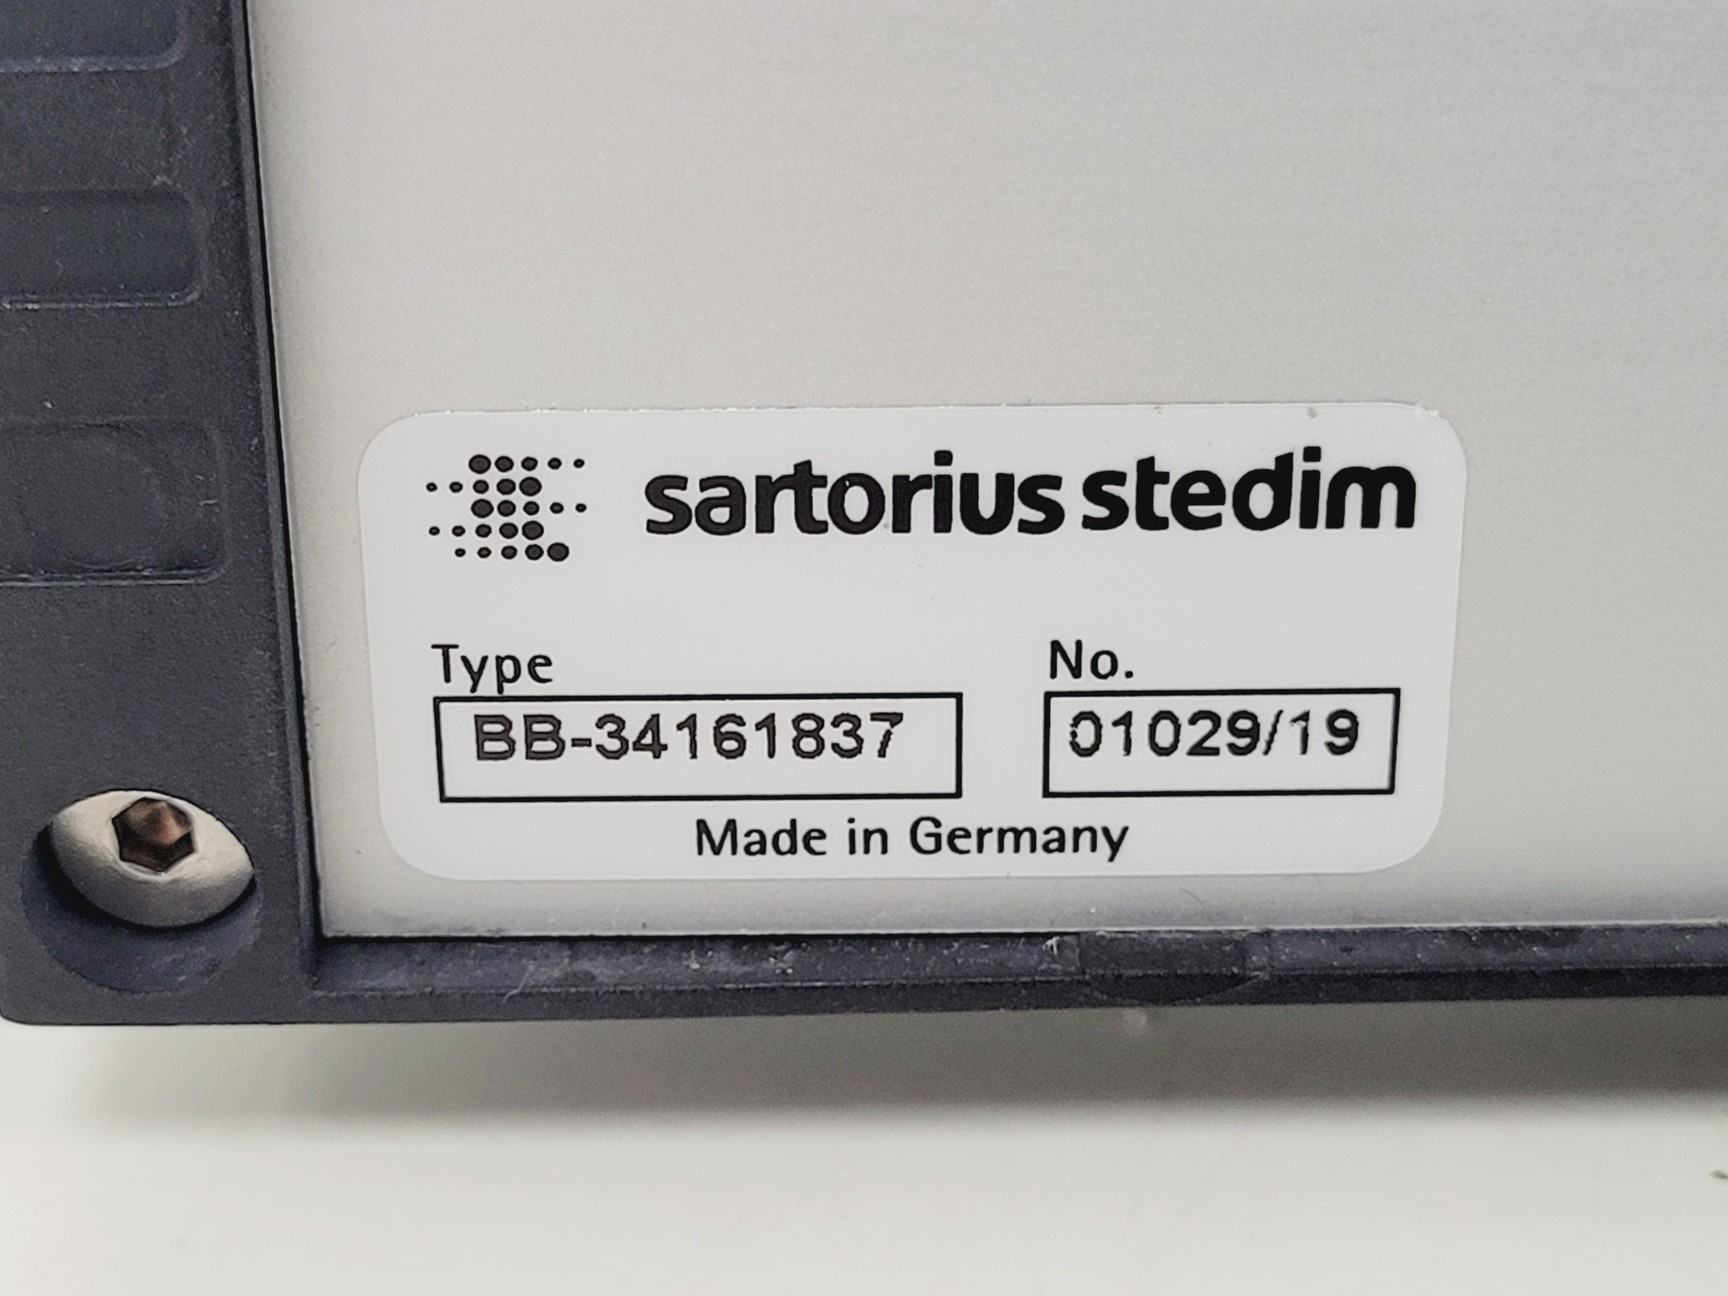 sartorius stedim
Type No.
BB-34161837 01029/19
Made in Germany